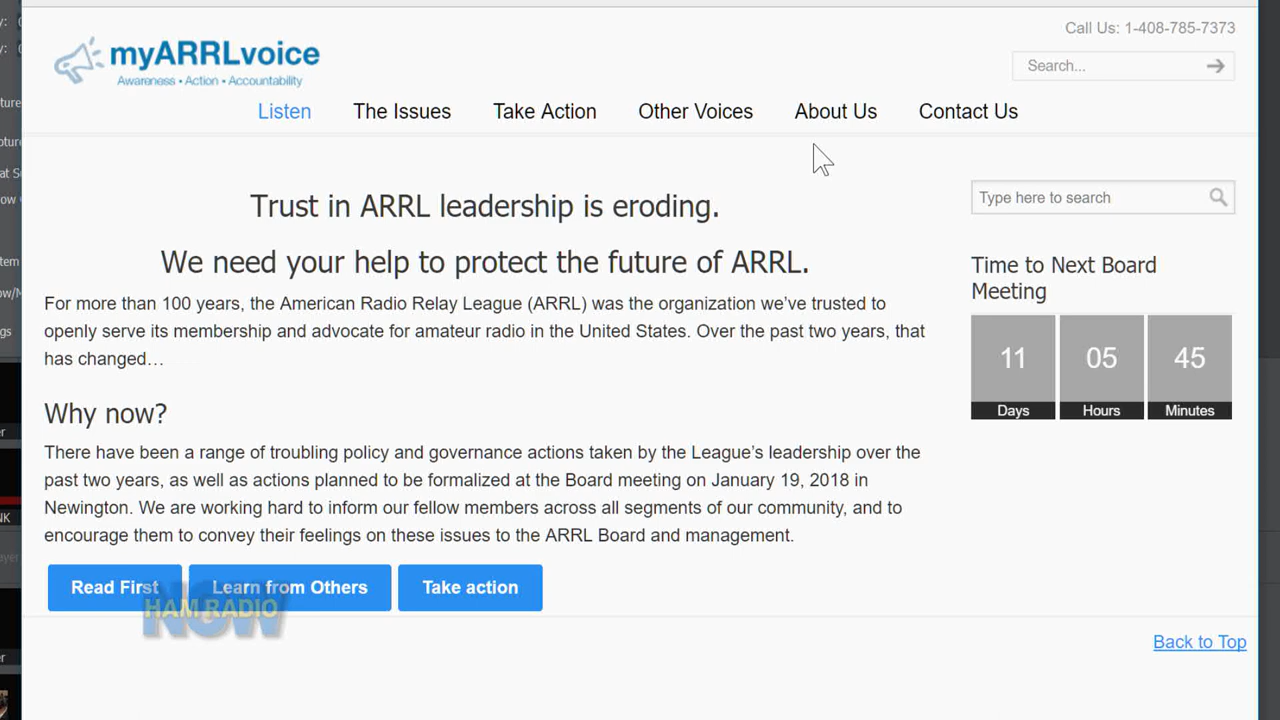 Call Us: 1-408-785-7373
myARRLvoice
Awareness • Action • Accountability
Search...
Listen The Issues Take Action Other Voices About Us Contact Us
Trust in ARRL leadership is eroding.
We need your help to protect the future of ARRL.
For more than 100 years, the American Radio Relay League (ARRL) was the organization we’ve trusted to
openly serve its membership and advocate for amateur radio in the United States. Over the past two years, that
has changed…
Why now?
There have been a range of troubling policy and governance actions taken by the League’s leadership over the
past two years, as well as actions planned to be formalized at the Board meeting on January 19, 2018 in
Newington. We are working hard to inform our fellow members across all segments of our community, and to
encourage them to convey their feelings on these issues to the ARRL Board and management.
Read First Learn from Others Take action
HAM RADIO
NOW
Type here to search
Time to Next Board
Meeting
11 05 45
Days Hours Minutes
Back to Top